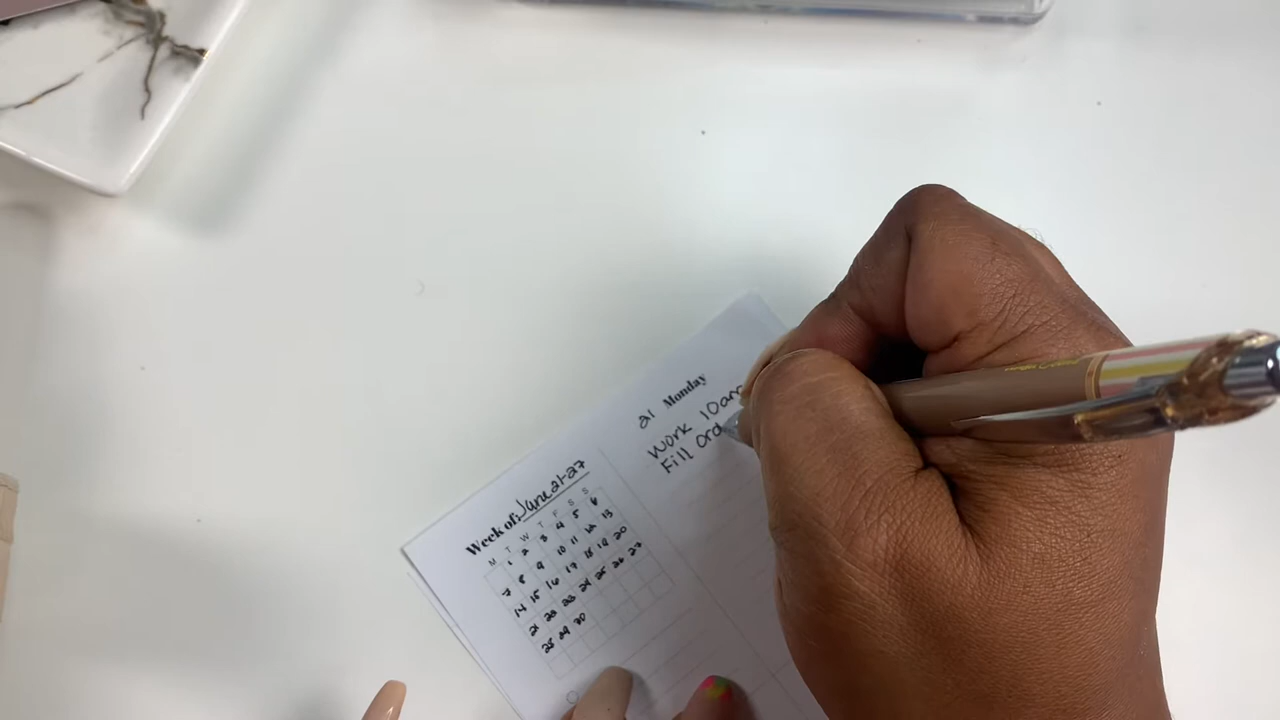 Week of: June 21-27
M T W T F S S
1 2 3 4 5 6
7 8 9 10 11 12 13
14 15 16 17 18 19 20
21 22 23 24 25 26 27
28 29 30
21 Monday
Work 10am
Fill Ord